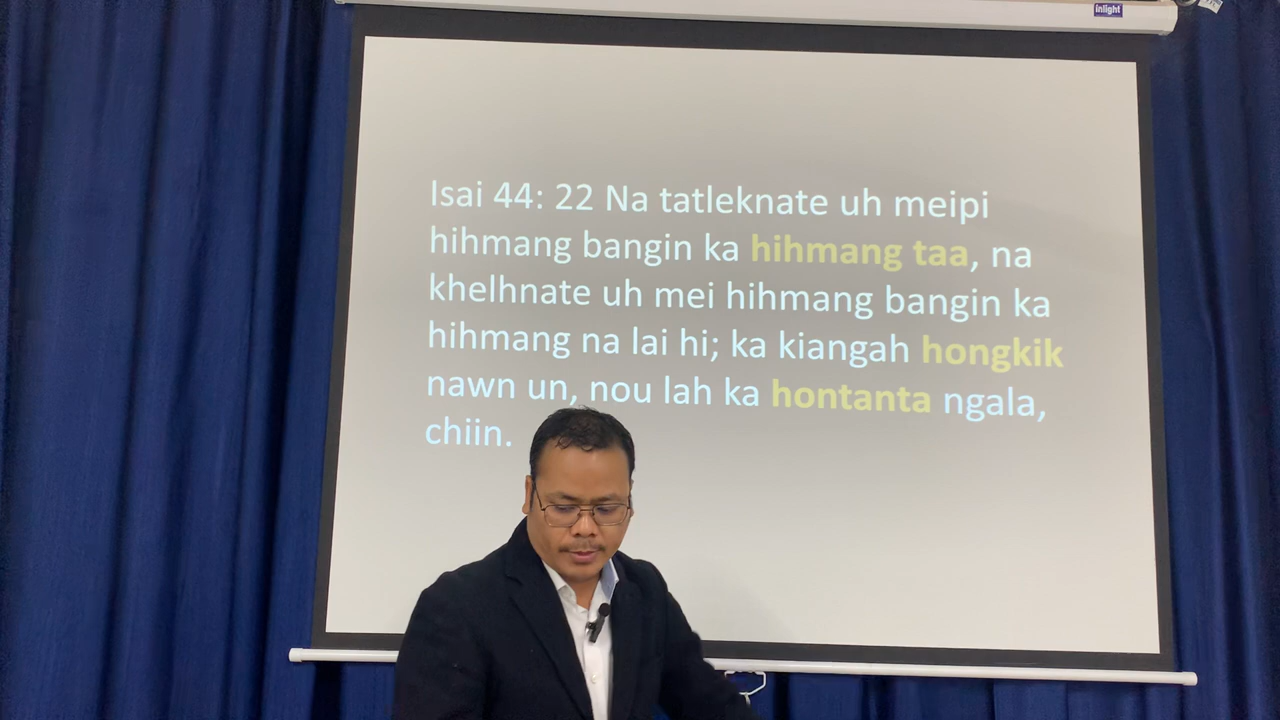 inlight
Isai 44: 22 Na tatleknate uh meipi
hihmang bangin ka hihmang taa, na
khelhnate uh mei hihmang bangin ka
hihmang na lai hi; ka kiangah hongkik
nawn un, nou lah ka hontanta ngala,
chiin.